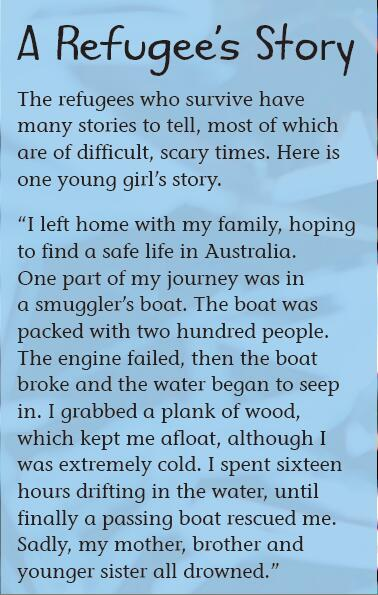 A Refugee's Story
The refugees who survive have
many stories to tell, most of which
are of difficult, scary times. Here is
one young girl's story.
“I left home with my family, hoping
to find a safe life in Australia.
One part of my journey was in
a smuggler's boat. The boat was
packed with two hundred people.
The engine failed, then the boat
broke and the water began to seep
in. I grabbed a plank of wood,
which kept me afloat, although I
was extremely cold. I spent sixteen
hours drifting in the water, until
finally a passing boat rescued me.
Sadly, my mother, brother and
younger sister all drowned.”